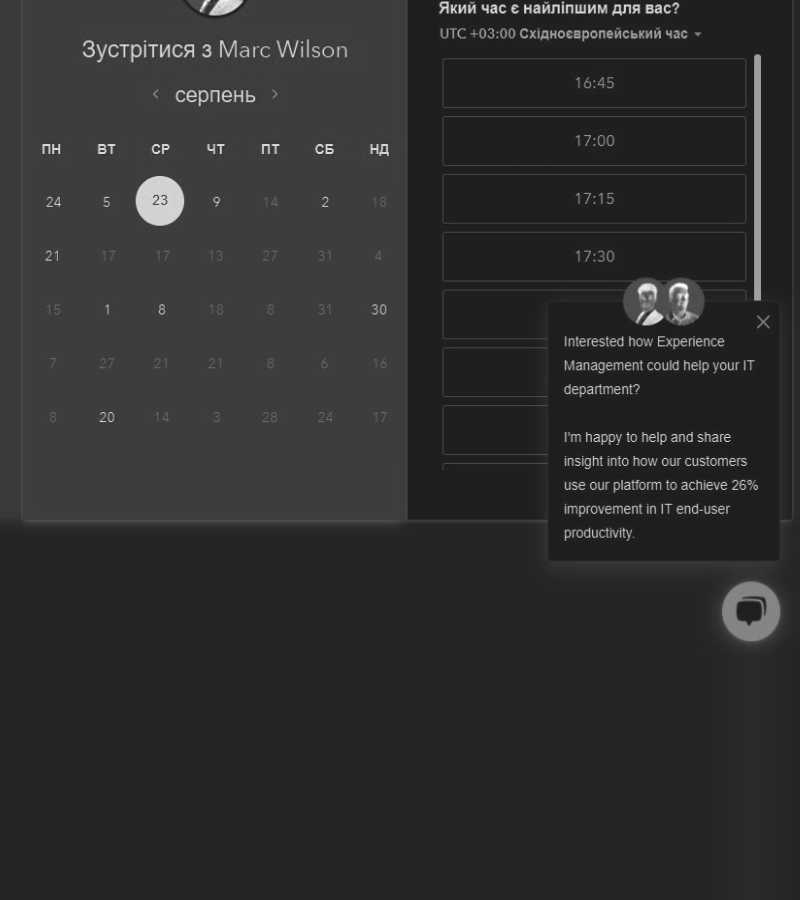 Зустрітися з Marc Wilson
серпень
ПН ВТ СР ЧТ ПТ СБ НД
24 5 23 9 14 2 18
21 17 17 13 27 31 4
15 1 8 18 8 31 30
7 27 21 21 8 6 16
8 20 14 3 28 24 17
Який час є найліпшим для вас?
UTC +03:00 Східноєвропейський час
16:45
17:00
17:15
17:30
Interested how Experience
Management could help your IT
department?
I'm happy to help and share
insight into how our customers
use our platform to achieve 26%
improvement in IT end-user
productivity.